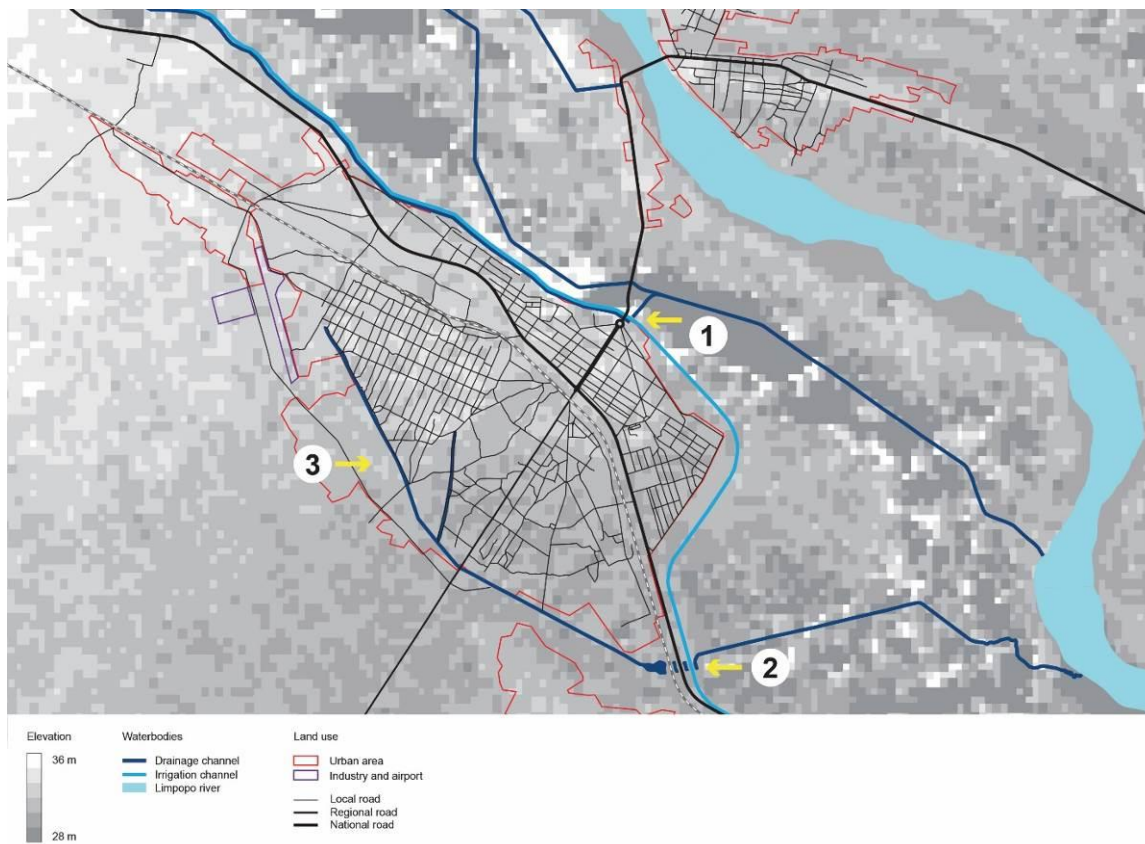 1
3
2
Elevation
36 m
28 m
Waterbodies
Drainage channel
Irrigation channel
Limpopo river
Land use
Urban area
Industry and airport
Local road
Regional road
National road